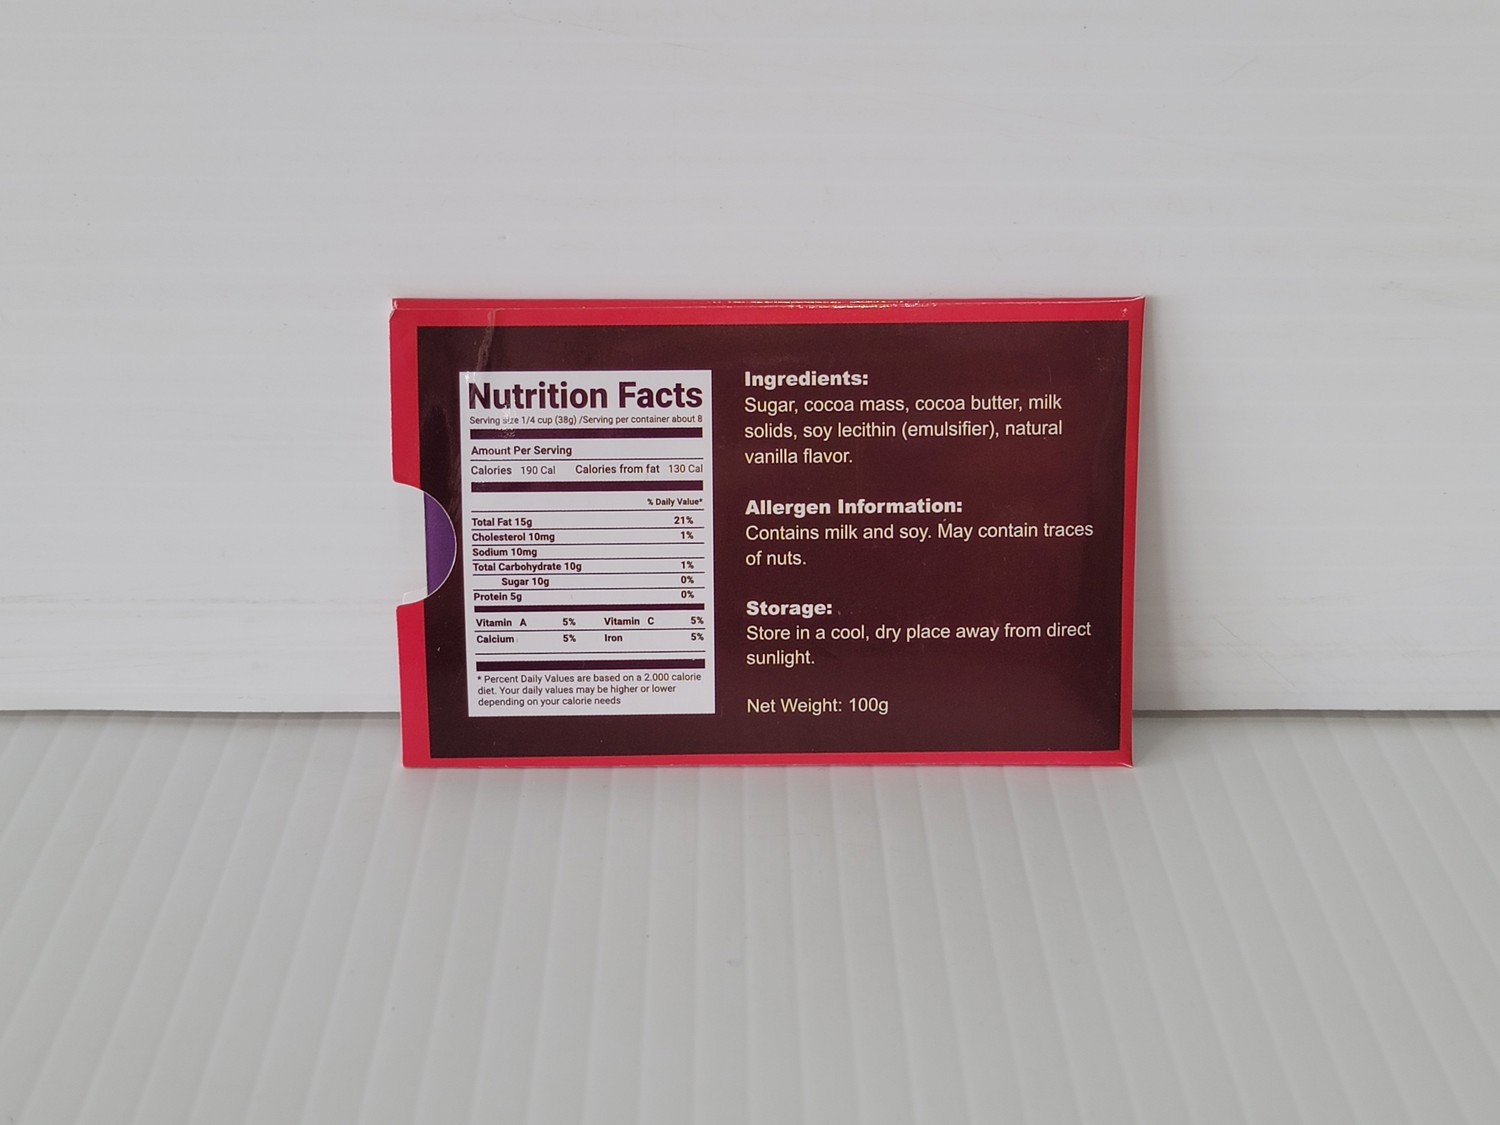 Nutrition Facts
Serving size 1/4 cup (38g) /Serving per container about 8
Amount Per Serving
Calories 190 Cal Calories from fat 130 Cal
% Daily Value*
Total Fat 15g 21%
Cholesterol 10mg 1%
Sodium 10mg
Total Carbohydrate 10g 1%
Sugar 10g 0%
Protein 5g 0%
Vitamin A 5% Vitamin C 5%
Calcium 5% Iron 5%
* Percent Daily Values are based on a 2.000 calorie
diet. Your daily values may be higher or lower
depending on your calorie needs
Ingredients:
Sugar, cocoa mass, cocoa butter, milk
solids, soy lecithin (emulsifier), natural
vanilla flavor.
Allergen Information:
Contains milk and soy. May contain traces
of nuts.
Storage:
Store in a cool, dry place away from direct
sunlight.
Net Weight: 100g